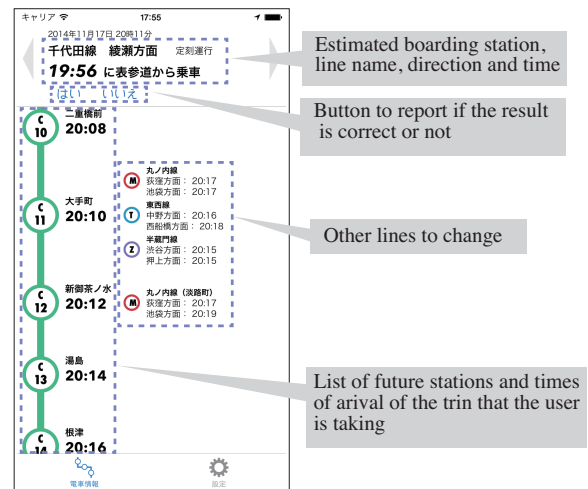 キャリア 17:55
2014年11月17日 20時11分
千代田線 綾瀬方面 定刻運行
19:56 に表参道から乗車
はい いいえ
Estimated boarding station,
line name, direction and time
Button to report if the result
is correct or not
C
10
二重橋前
20:08
C
11
大手町
20:10
M
丸ノ内線
荻窪方面： 20:17
池袋方面： 20:17
T
東西線
中野方面： 20:16
西船橋方面： 20:18
Z
半蔵門線
渋谷方面： 20:15
押上方面： 20:15
Other lines to change
C
12
新御茶ノ水
20:12
M
丸ノ内線（淡路町）
荻窪方面： 20:17
池袋方面： 20:19
C
13
湯島
20:14
List of future stations and times
of arival of the trin that the user
is taking
C
14
根津
20:16
電車情報
設定